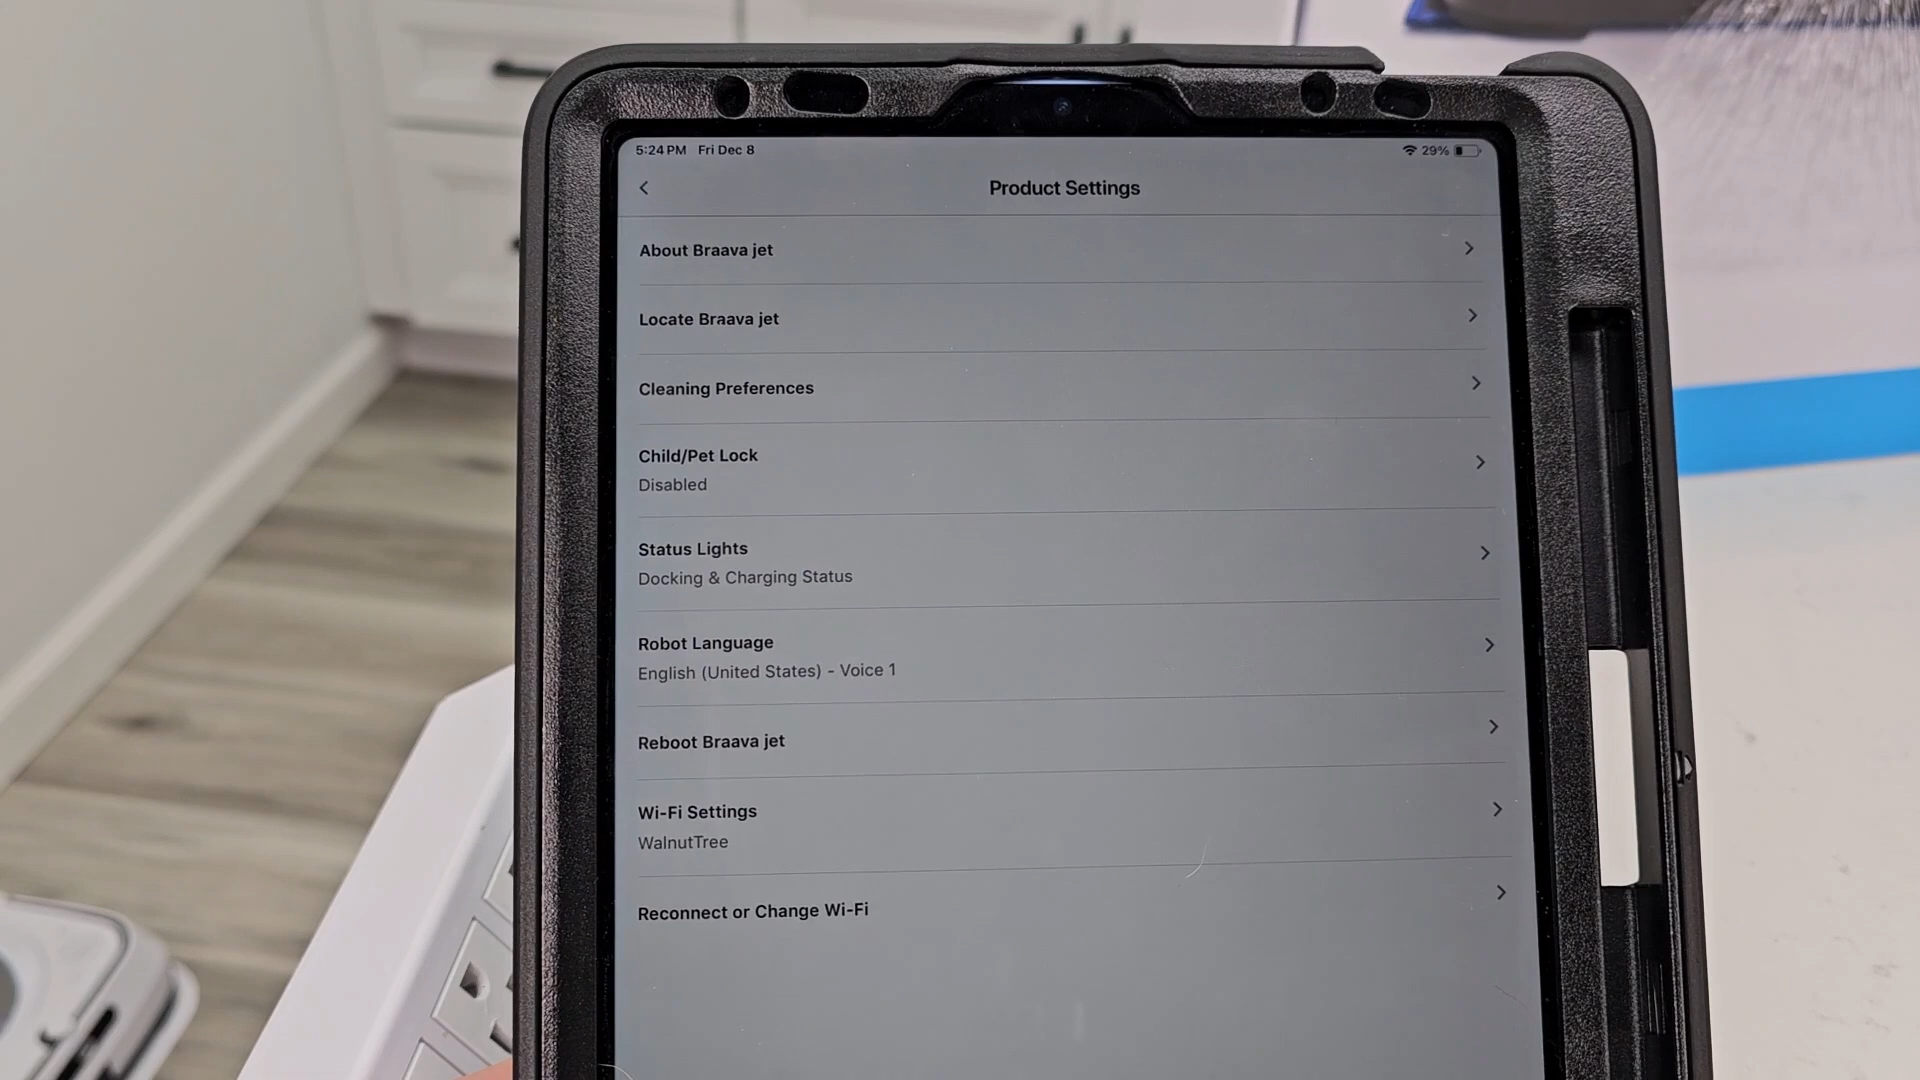 5:24 PM Fri Dec 8 29%
Product Settings
About Braava jet
Locate Braava jet
Cleaning Preferences
Child/Pet Lock
Disabled
Status Lights
Docking & Charging Status
Robot Language
English (United States) - Voice 1
Reboot Braava jet
Wi-Fi Settings
WalnutTree
Reconnect or Change Wi-Fi